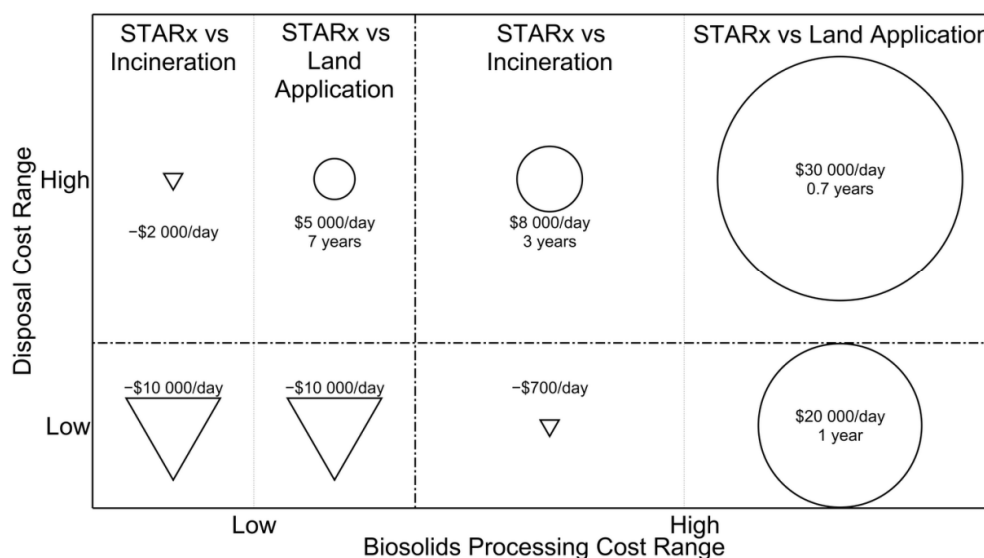 STARx vs
Incineration
STARx vs
Land
Application
STARx vs
Incineration
STARx vs Land Application
Disposal Cost Range
High
−$2 000/day
$5 000/day
7 years
$8 000/day
3 years
$30 000/day
0.7 years
Low
−$10 000/day
−$10 000/day
−$700/day
$20 000/day
1 year
Low
High
Biosolids Processing Cost Range